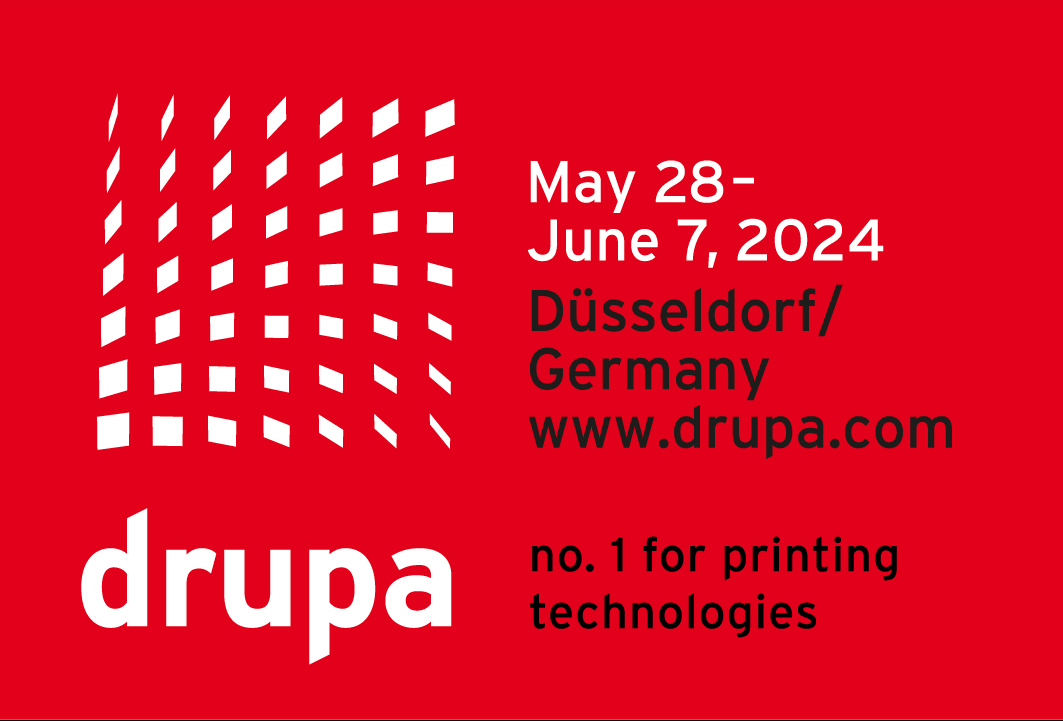 May 28 –
June 7, 2024
Düsseldorf/
Germany
www.drupa.com
drupa
no. 1 for printing
technologies